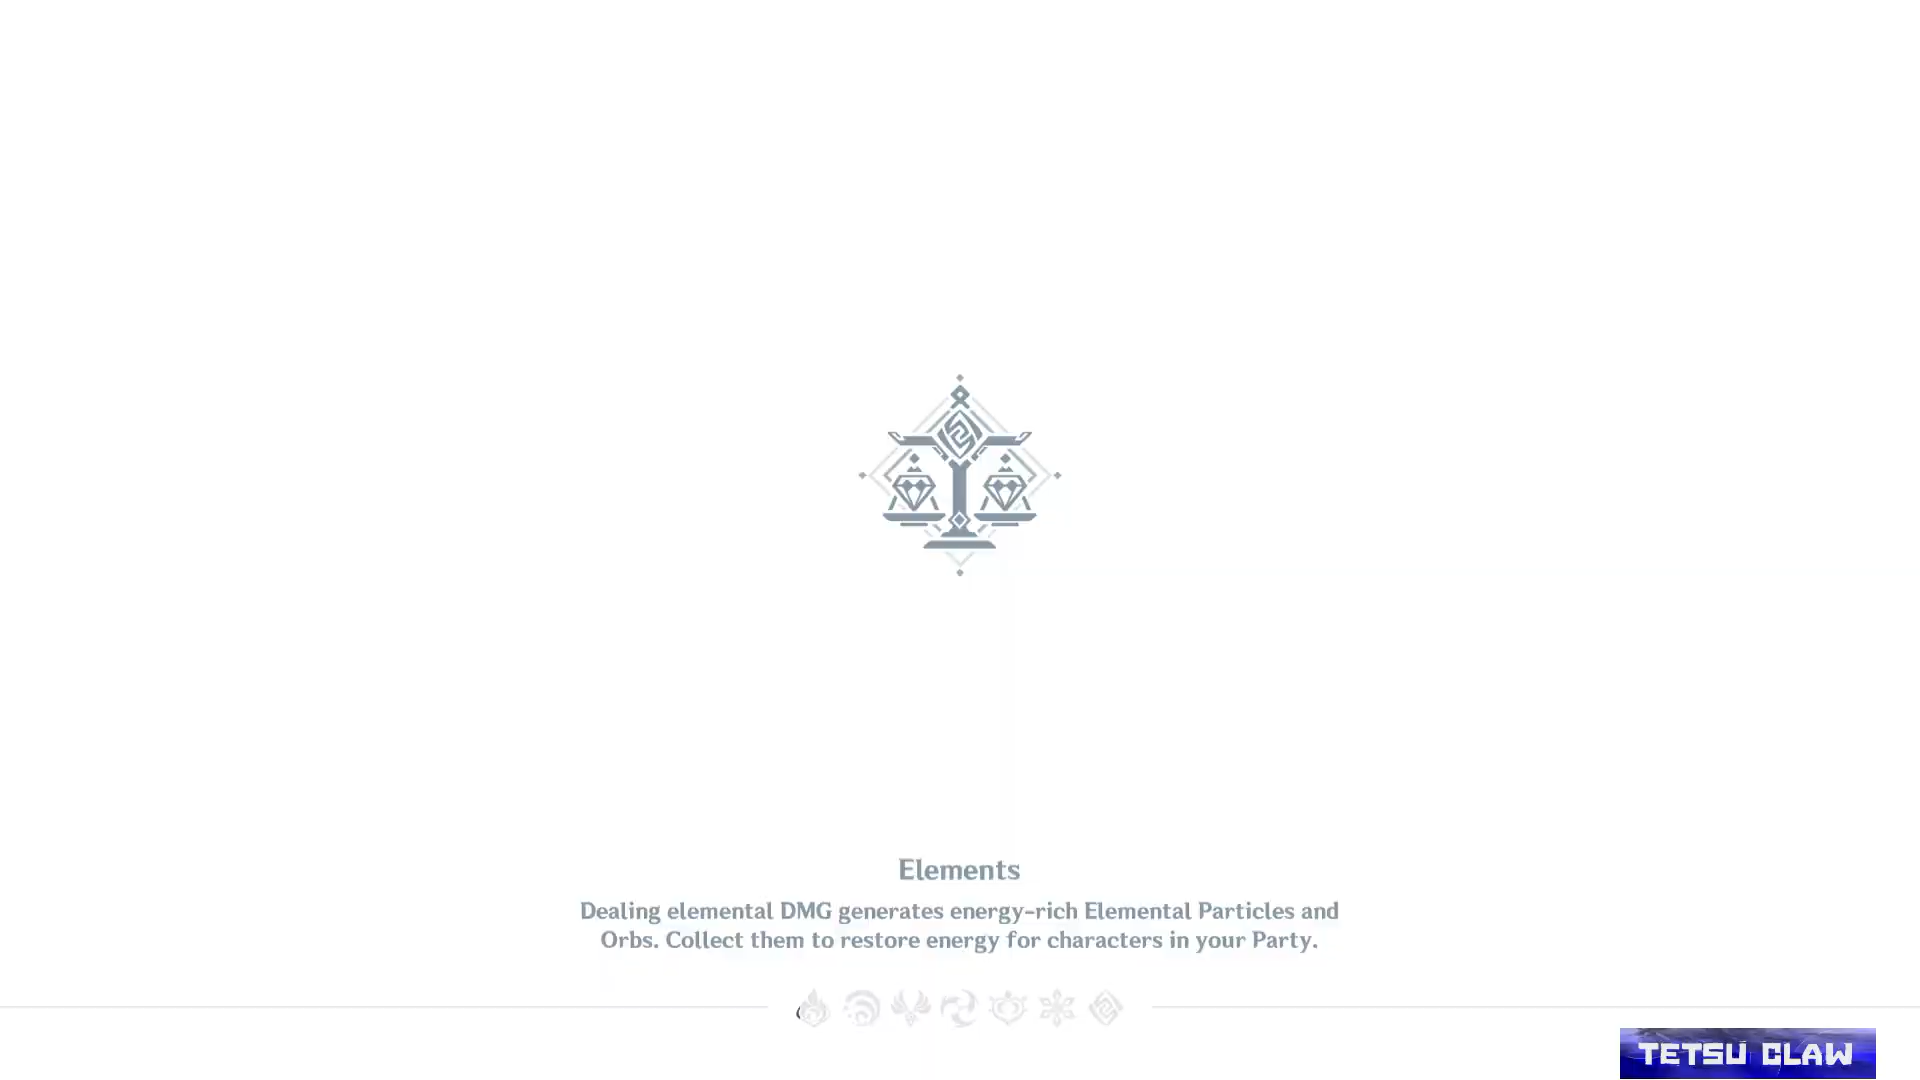 Elements
Dealing elemental DMG generates energy-rich Elemental Particles and
Orbs. Collect them to restore energy for characters in your Party.
TETSU CLAW